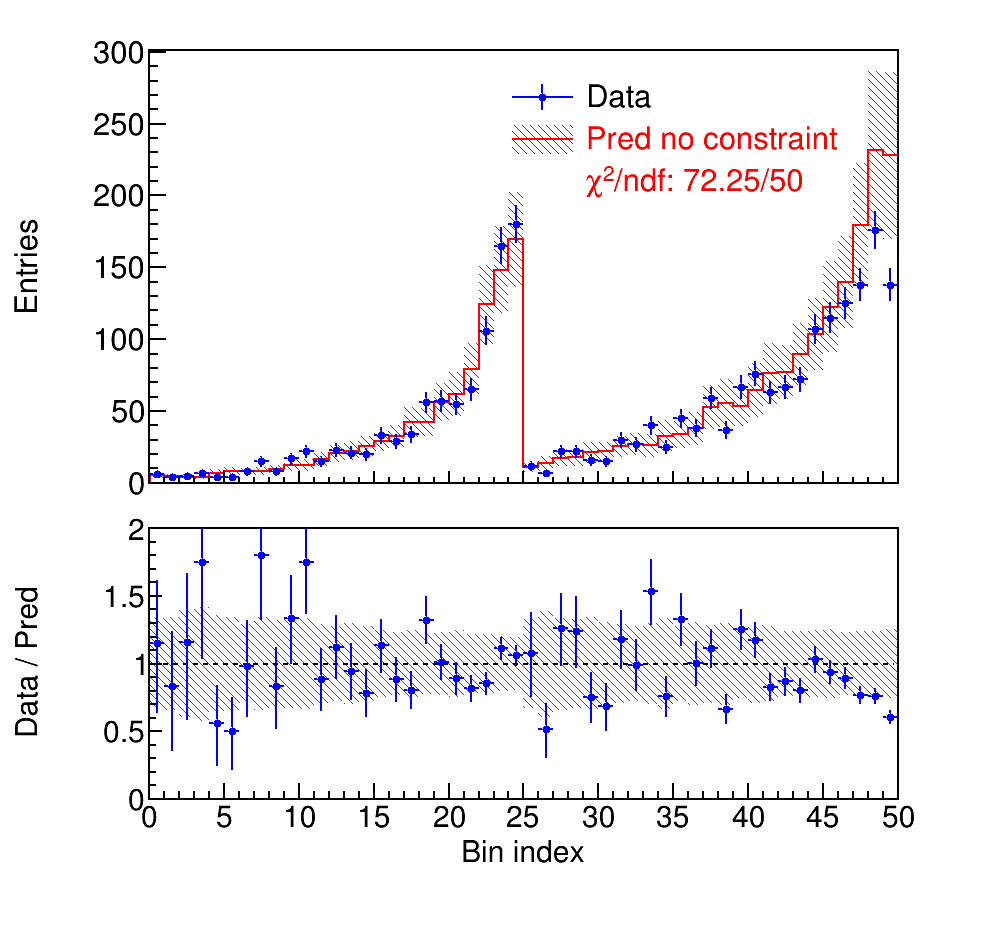 300
250
200
150
100
50
0
Entries
Data
Pred no constraint
χ²/ndf: 72.25/50
2
1.5
1
0.5
0
Data / Pred
0 5 10 15 20 25 30 35 40 45 50
Bin index